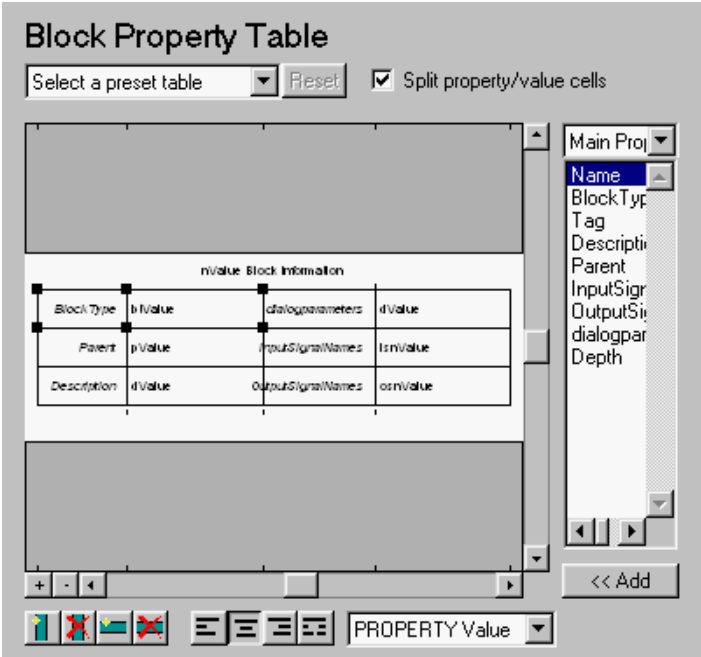 Block Property Table
Select a preset table
Reset
Split property/value cells
Main Proj
Name
BlockTyp
Tag
Descripti
Parent
InputSigr
OutputSi
dialogpar
Depth
nValue Block Information
BlockType bValue dialogparameters dValue
Parent pValue InputSignalNames isnValue
Description dValue OutputSignalNames osnValue
+ -
<< Add
PROPERTY Value